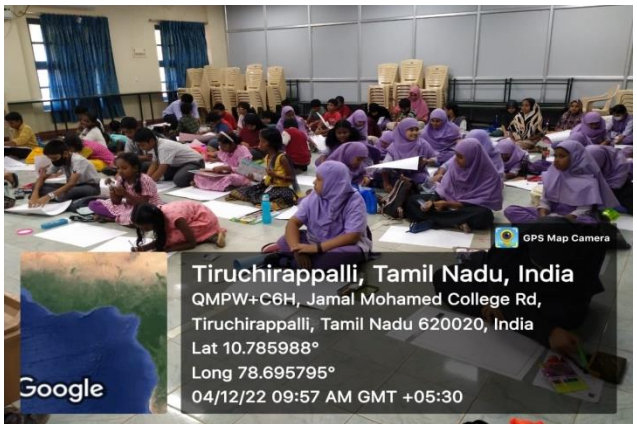 GPS Map Camera
Tiruchirappalli, Tamil Nadu, India
QMPW+C6H, Jamal Mohamed College Rd,
Tiruchirappalli, Tamil Nadu 620020, India
Lat 10.785988°
Long 78.695795°
04/12/22 09:57 AM GMT +05:30
Google